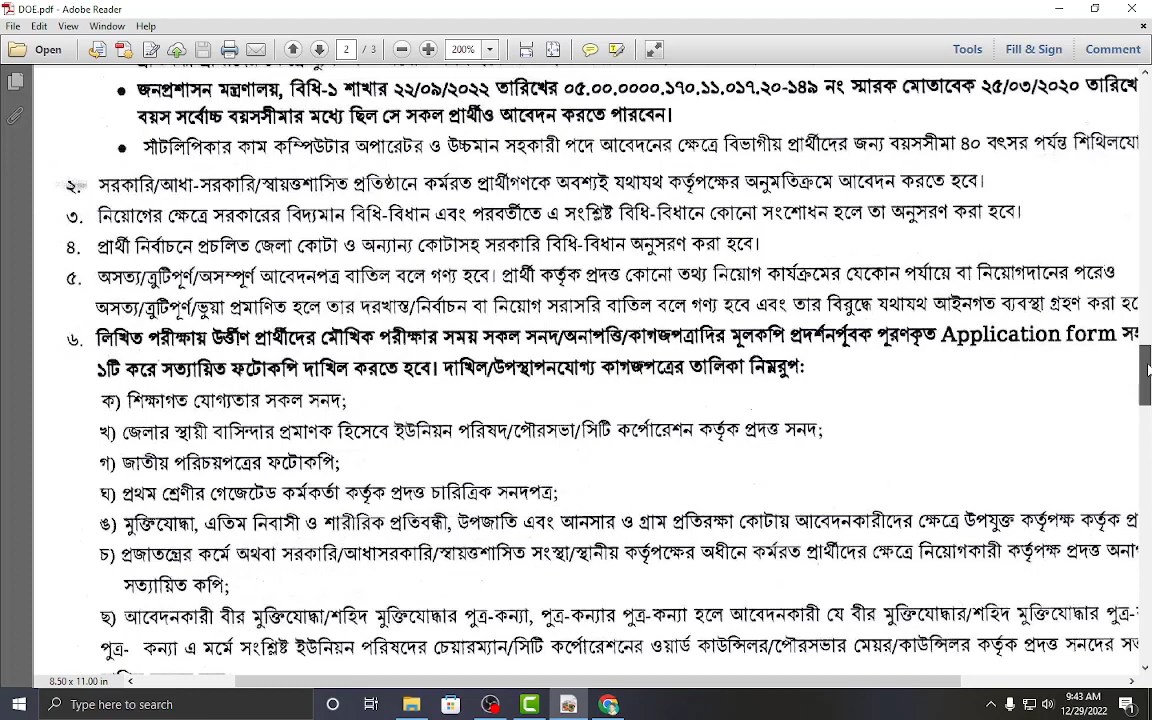 DOE.pdf - Adobe Reader
File Edit View Window Help
Open 2 / 3 200% Tools Fill & Sign Comment
জনপ্রশাসন মন্ত্রণালয়, বিধি-১ শাখার ২২/০৯/২০২২ তারিখের ০৫.০০.০০০০.১৭০.১১.০১৭.২০-১৪৯ নং স্মারক মোতাবেক ২৫/০৩/২০২০ তারিখে
বয়স সর্বোচ্চ বয়সসীমার মধ্যে ছিল সে সকল প্রার্থীও আবেদন করতে পারবেন।
সাঁটলিপিকার কাম কম্পিউটার অপারেটর ও উচ্চমান সহকারী পদে আবেদনের ক্ষেত্রে বিভাগীয় প্রার্থীদের জন্য বয়সসীমা ৪০ বৎসর পর্যন্ত শিথিলযো
২. সরকারি/আধা-সরকারি/স্বায়ত্তশাসিত প্রতিষ্ঠানে কর্মরত প্রার্থীগণকে অবশ্যই যথাযথ কর্তৃপক্ষের অনুমতিক্রমে আবেদন করতে হবে।
৩. নিয়োগের ক্ষেত্রে সরকারের বিদ্যমান বিধি-বিধান এবং পরবর্তীতে এ সংশ্লিষ্ট বিধি-বিধানে কোনো সংশোধন হলে তা অনুসরণ করা হবে।
৪. প্রার্থী নির্বাচনে প্রচলিত জেলা কোটা ও অন্যান্য কোটাসহ সরকারি বিধি-বিধান অনুসরণ করা হবে।
৫. অসত্য/ত্রুটিপূর্ণ/অসম্পূর্ণ আবেদনপত্র বাতিল বলে গণ্য হবে। প্রার্থী কর্তৃক প্রদত্ত কোনো তথ্য নিয়োগ কার্যক্রমের যেকোন পর্যায়ে বা নিয়োগদানের পরেও
অসত্য/ত্রুটিপূর্ণ/ভুয়া প্রমাণিত হলে তার দরখাস্ত/নির্বাচন বা নিয়োগ সরাসরি বাতিল বলে গণ্য হবে এবং তার বিরুদ্ধে যথাযথ আইনগত ব্যবস্থা গ্রহণ করা হবে
৬. লিখিত পরীক্ষায় উর্ত্তীণ প্রার্থীদের মৌখিক পরীক্ষার সময় সকল সনদ/অনাপত্তি/কাগজপত্রাদির মূলকপি প্রদর্শনপূর্বক পূরণকৃত Application form সহ
১টি করে সত্যায়িত ফটোকপি দাখিল করতে হবে। দাখিল/উপস্থাপনযোগ্য কাগজপত্রের তালিকা নিম্নরূপ:
ক) শিক্ষাগত যোগ্যতার সকল সনদ;
খ) জেলার স্থায়ী বাসিন্দার প্রমাণক হিসেবে ইউনিয়ন পরিষদ/পৌরসভা/সিটি কর্পোরেশন কর্তৃক প্রদত্ত সনদ;
গ) জাতীয় পরিচয়পত্রের ফটোকপি;
ঘ) প্রথম শ্রেণীর গেজেটেড কর্মকর্তা কর্তৃক প্রদত্ত চারিত্রিক সনদপত্র;
ঙ) মুক্তিযোদ্ধা, এতিম নিবাসী ও শারীরিক প্রতিবন্ধী, উপজাতি এবং আনসার ও গ্রাম প্রতিরক্ষা কোটায় আবেদনকারীদের ক্ষেত্রে উপযুক্ত কর্তৃপক্ষ কর্তৃক প্র
চ) প্রজাতন্ত্রের কর্মে অথবা সরকারি/আধাসরকারি/স্বায়ত্তশাসিত সংস্থা/স্থানীয় কর্তৃপক্ষের অধীনে কর্মরত প্রার্থীদের ক্ষেত্রে নিয়োগকারী কর্তৃপক্ষ প্রদত্ত অনাপ
সত্যায়িত কপি;
ছ) আবেদনকারী বীর মুক্তিযোদ্ধা/শহিদ মুক্তিযোদ্ধার পুত্র-কন্যা, পুত্র-কন্যার পুত্র-কন্যা হলে আবেদনকারী যে বীর মুক্তিযোদ্ধার/শহিদ মুক্তিযোদ্ধার পুত্র-
পুত্র- কন্যা এ মর্মে সংশ্লিষ্ট ইউনিয়ন পরিষদের চেয়ারম্যান/সিটি কর্পোরেশনের ওয়ার্ড কাউন্সিলর/পৌরসভার মেয়র/কাউন্সিলর কর্তৃক প্রদত্ত সনদের সত
8.50 x 11.00 in
Type here to search
9:43 AM
12/29/2022
1